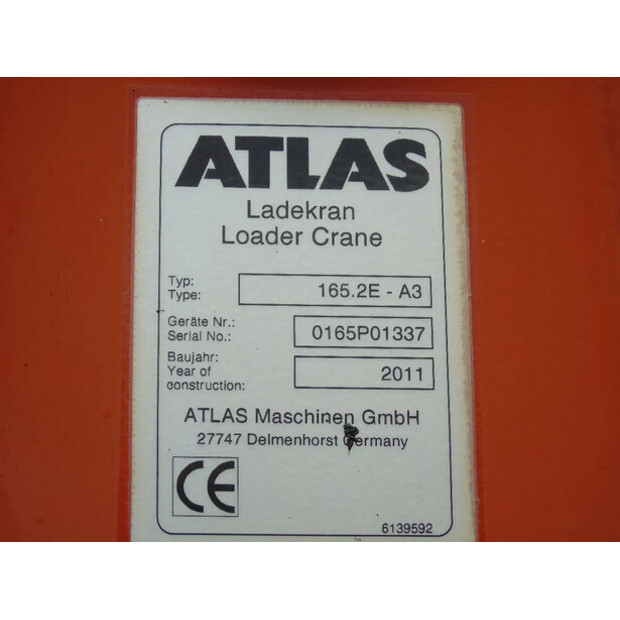 ATLAS
Ladekran
Loader Crane
Typ:
Type: 165.2E - A3
Geräte Nr.:
Serial No.: 0165P01337
Baujahr:
Year of
construction: 2011
ATLAS Maschinen GmbH
27747 Delmenhorst Germany
CE
6139592